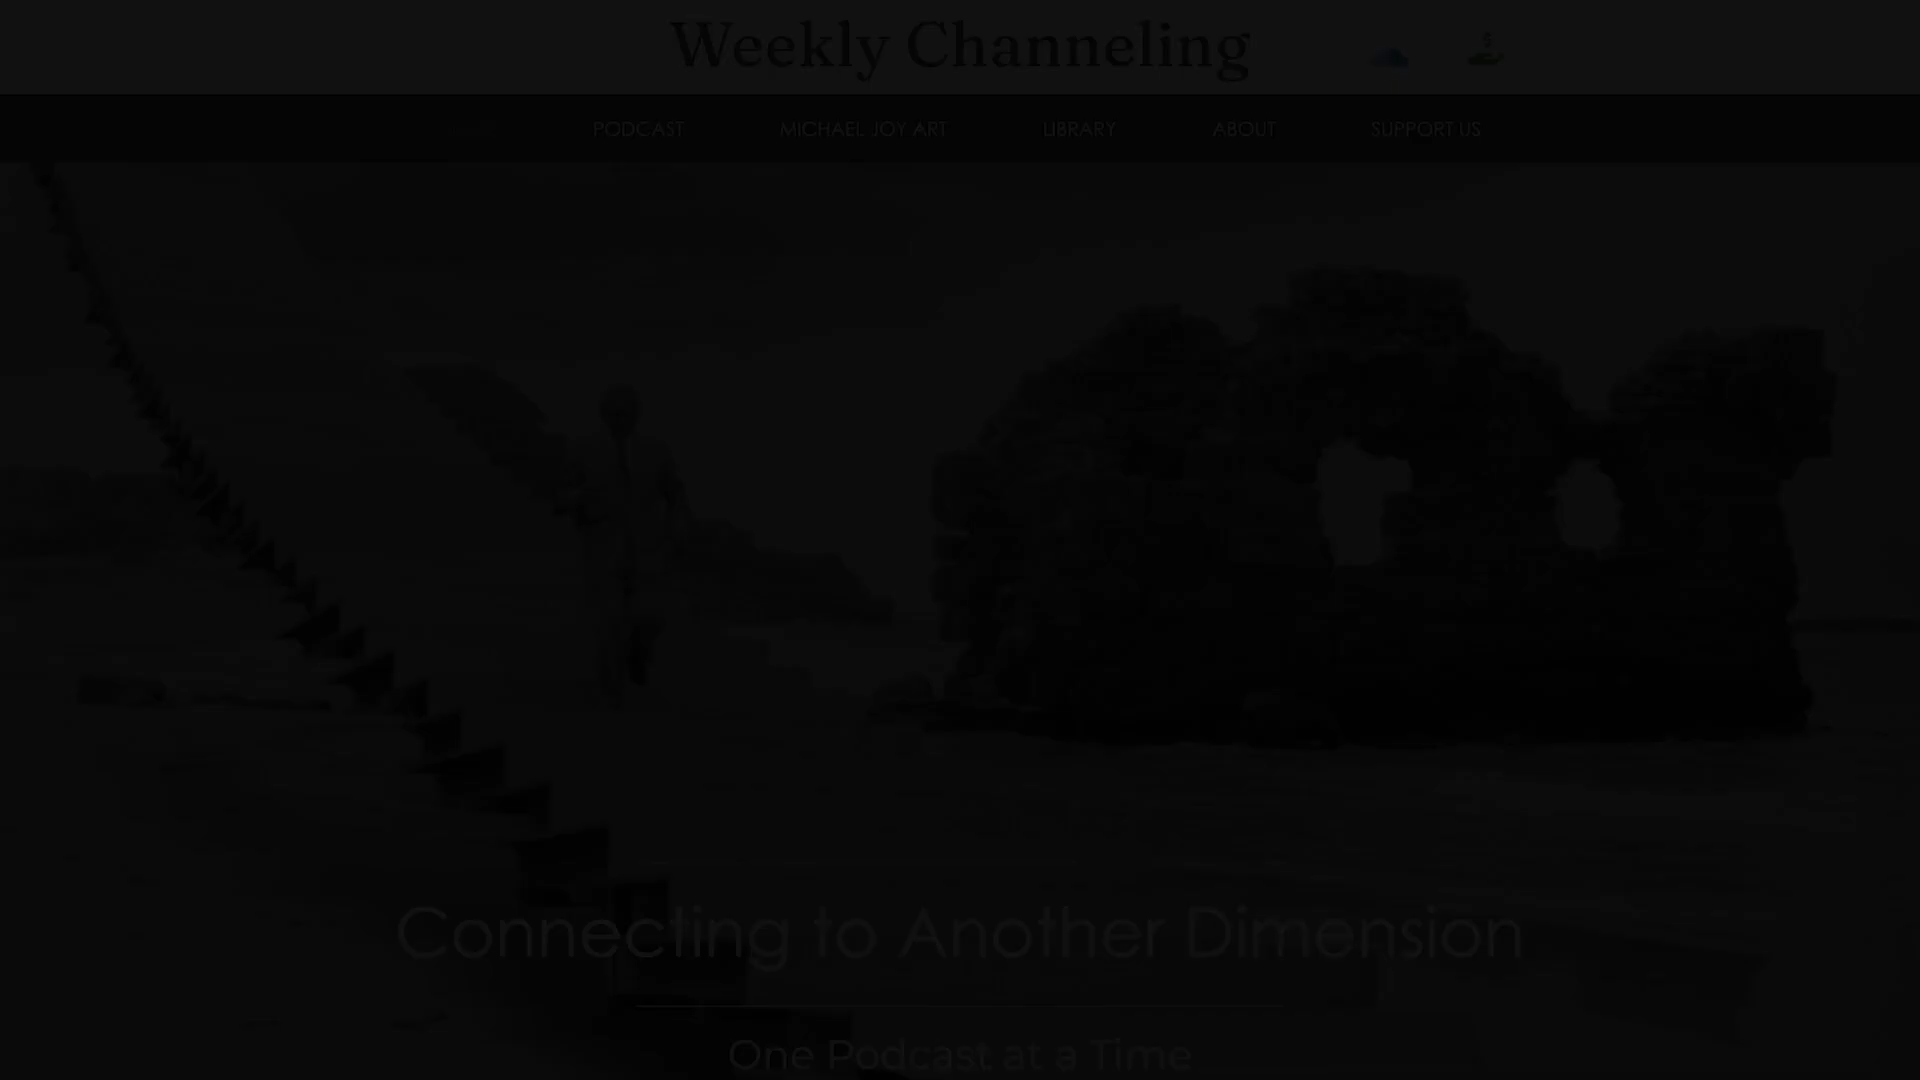 Weekly Channeling
PODCAST MICHAEL JOY ART LIBRARY ABOUT SUPPORT US
Connecting to Another Dimension
One Podcast at a Time